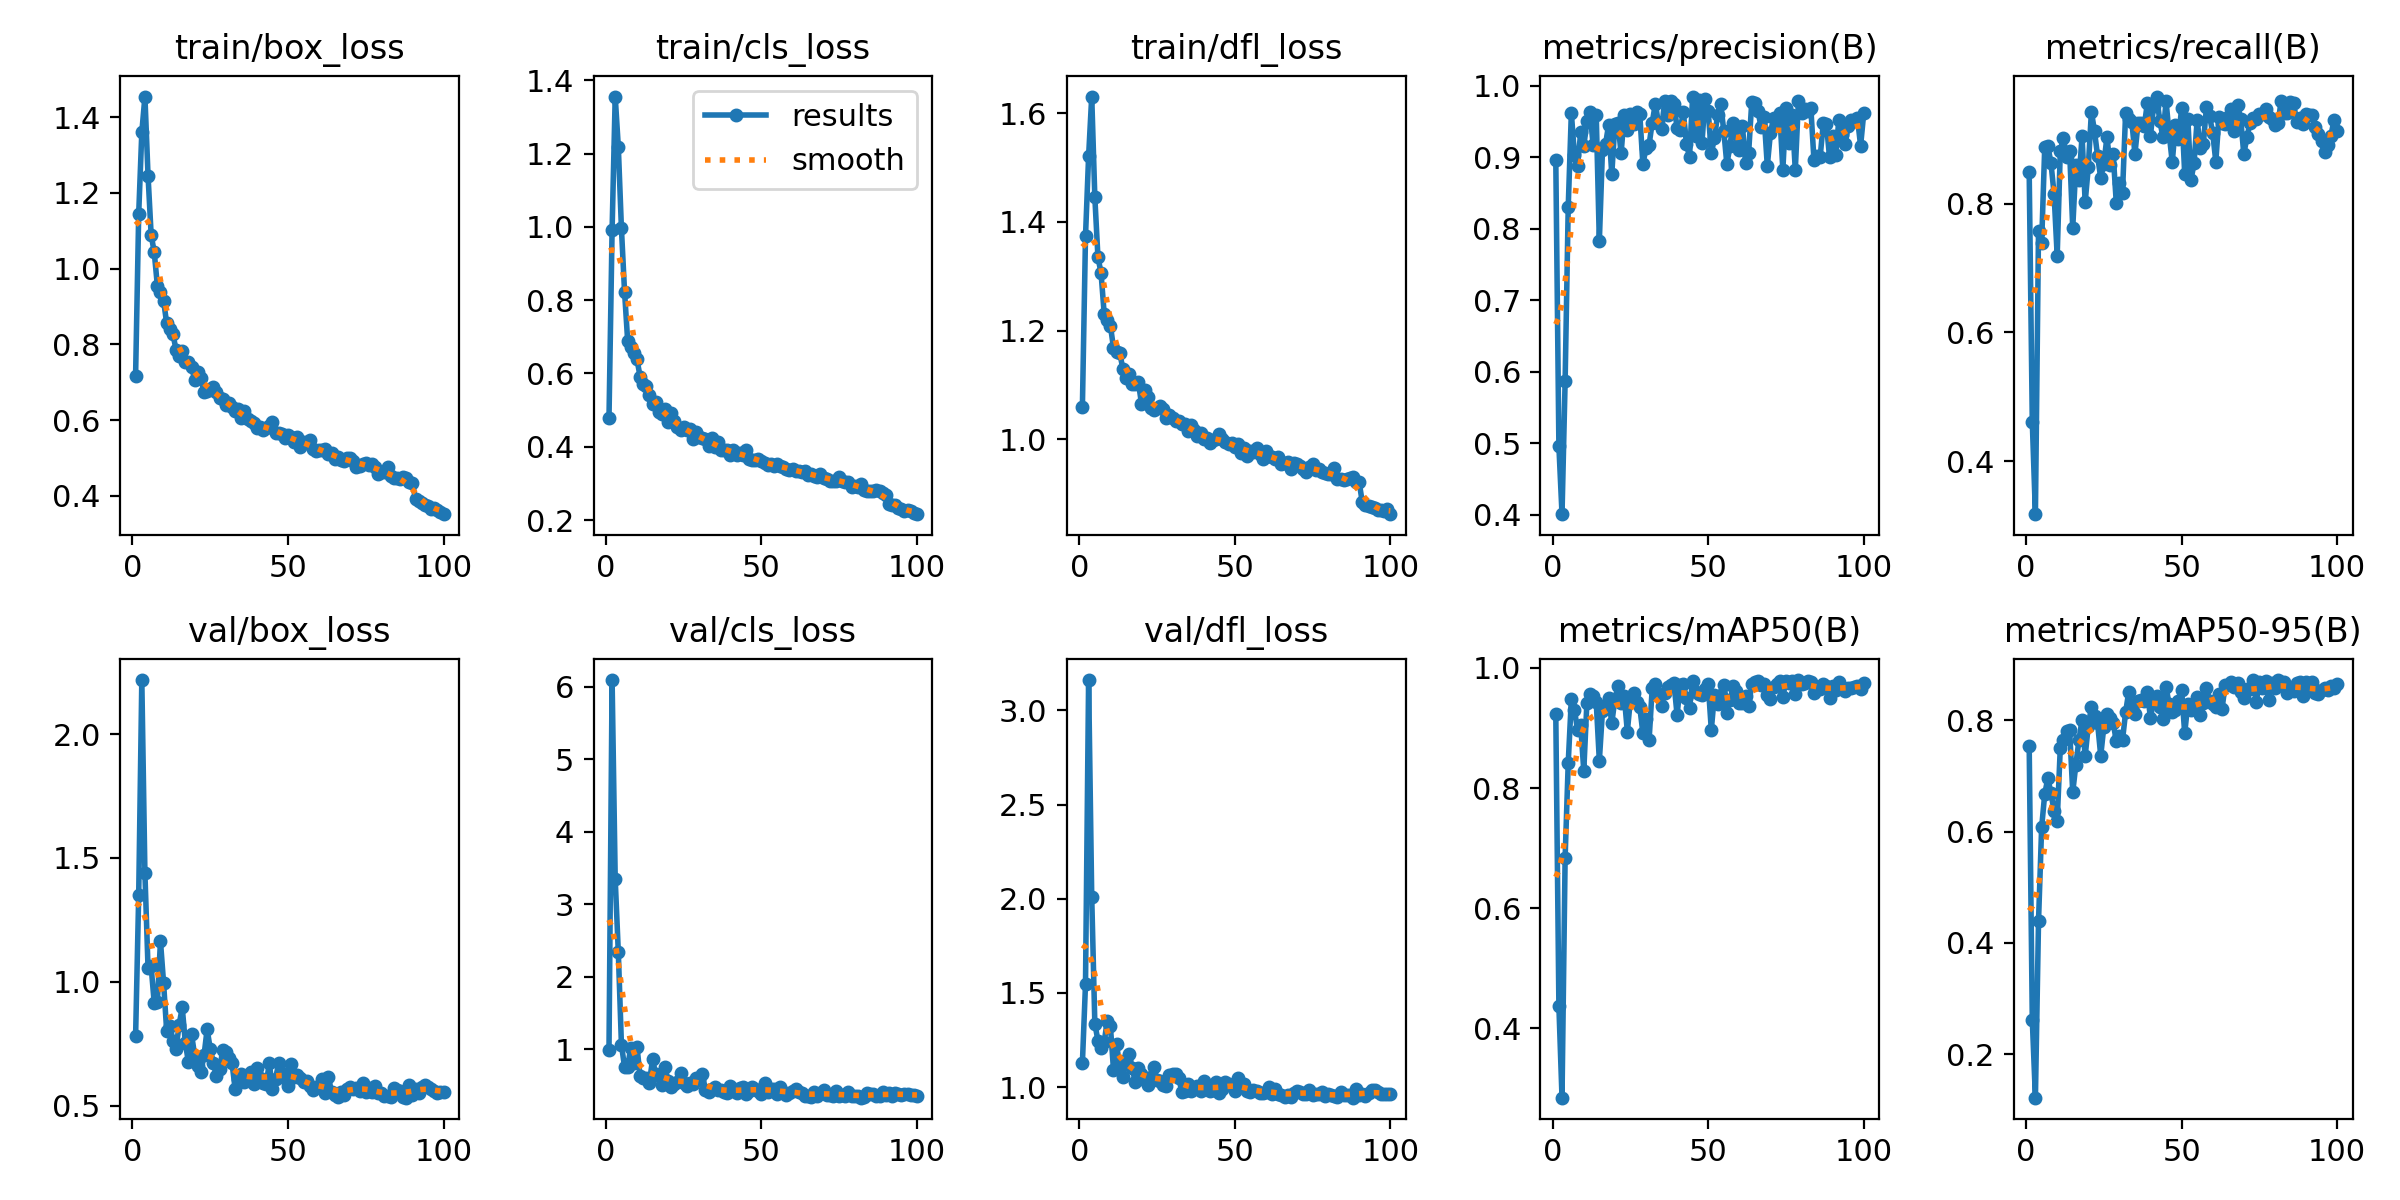 train/box_loss
1.4
1.2
1.0
0.8
0.6
0.4
0 50 100
train/cls_loss
results
smooth
1.4
1.2
1.0
0.8
0.6
0.4
0.2
0 50 100
train/dfl_loss
1.6
1.4
1.2
1.0
0 50 100
metrics/precision(B)
1.0
0.9
0.8
0.7
0.6
0.5
0.4
0 50 100
metrics/recall(B)
0.8
0.6
0.4
0 50 100
val/box_loss
2.0
1.5
1.0
0.5
0 50 100
val/cls_loss
6
5
4
3
2
1
0 50 100
val/dfl_loss
3.0
2.5
2.0
1.5
1.0
0 50 100
metrics/mAP50(B)
1.0
0.8
0.6
0.4
0 50 100
metrics/mAP50-95(B)
0.8
0.6
0.4
0.2
0 50 100